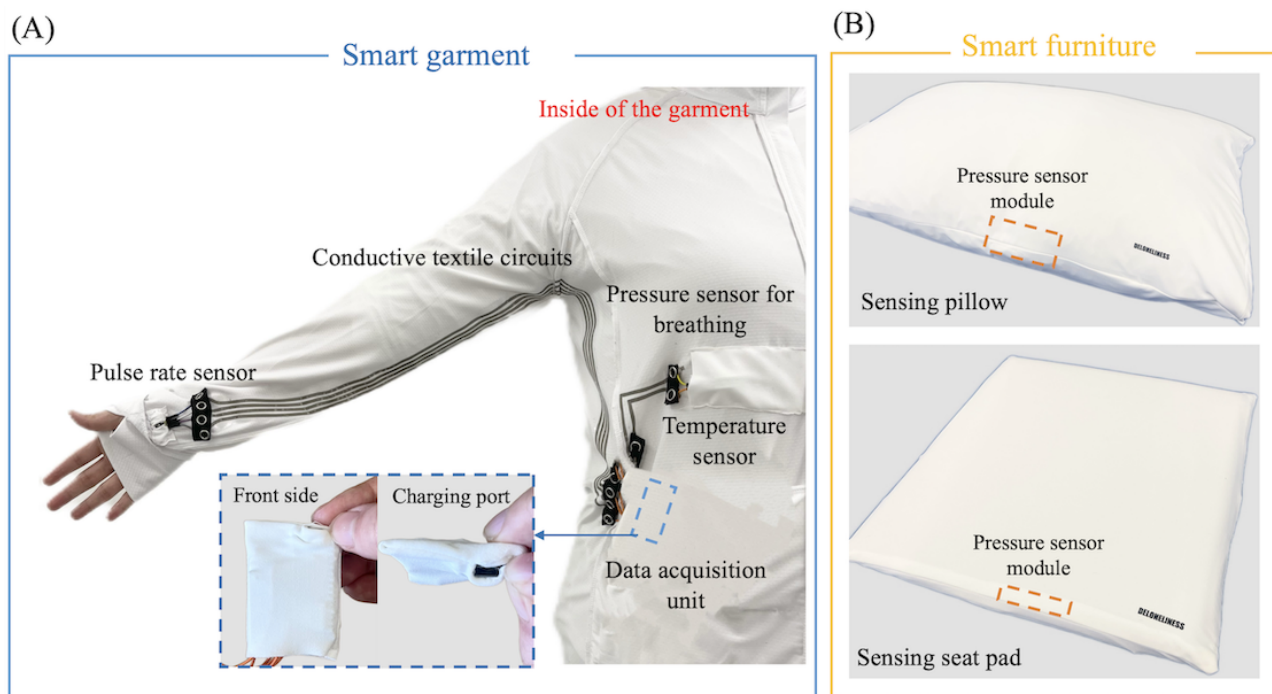 (A)
Smart garment
Inside of the garment
Conductive textile circuits
Pressure sensor for
breathing
Pulse rate sensor
Temperature
sensor
Front side
Charging port
Data acquisition
unit
(B)
Smart furniture
Pressure sensor
module
DELONELINESS
Sensing pillow
Pressure sensor
module
DELONELINESS
Sensing seat pad